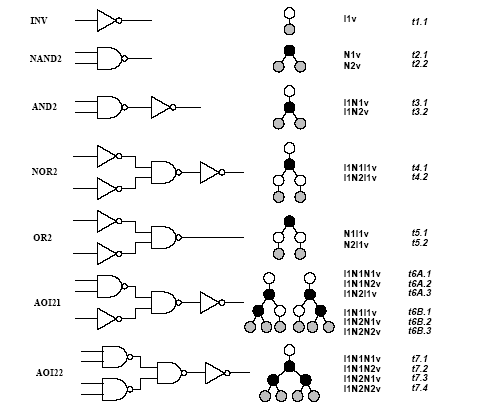 INV I1v t1.1
NAND2 N1v t2.1
N2v t2.2
AND2 I1N1v t3.1
I1N2v t3.2
NOR2 I1N1I1v t4.1
I1N2I1v t4.2
OR2 N1I1v t5.1
N2I1v t5.2
AOI21 I1N1N1v t6A.1
I1N1N2v t6A.2
I1N2I1v t6A.3
I1N1I1v t6B.1
I1N2N1v t6B.2
I1N2N2v t6B.3
AOI22 I1N1N1v t7.1
I1N1N2v t7.2
I1N2N1v t7.3
I1N2N2v t7.4